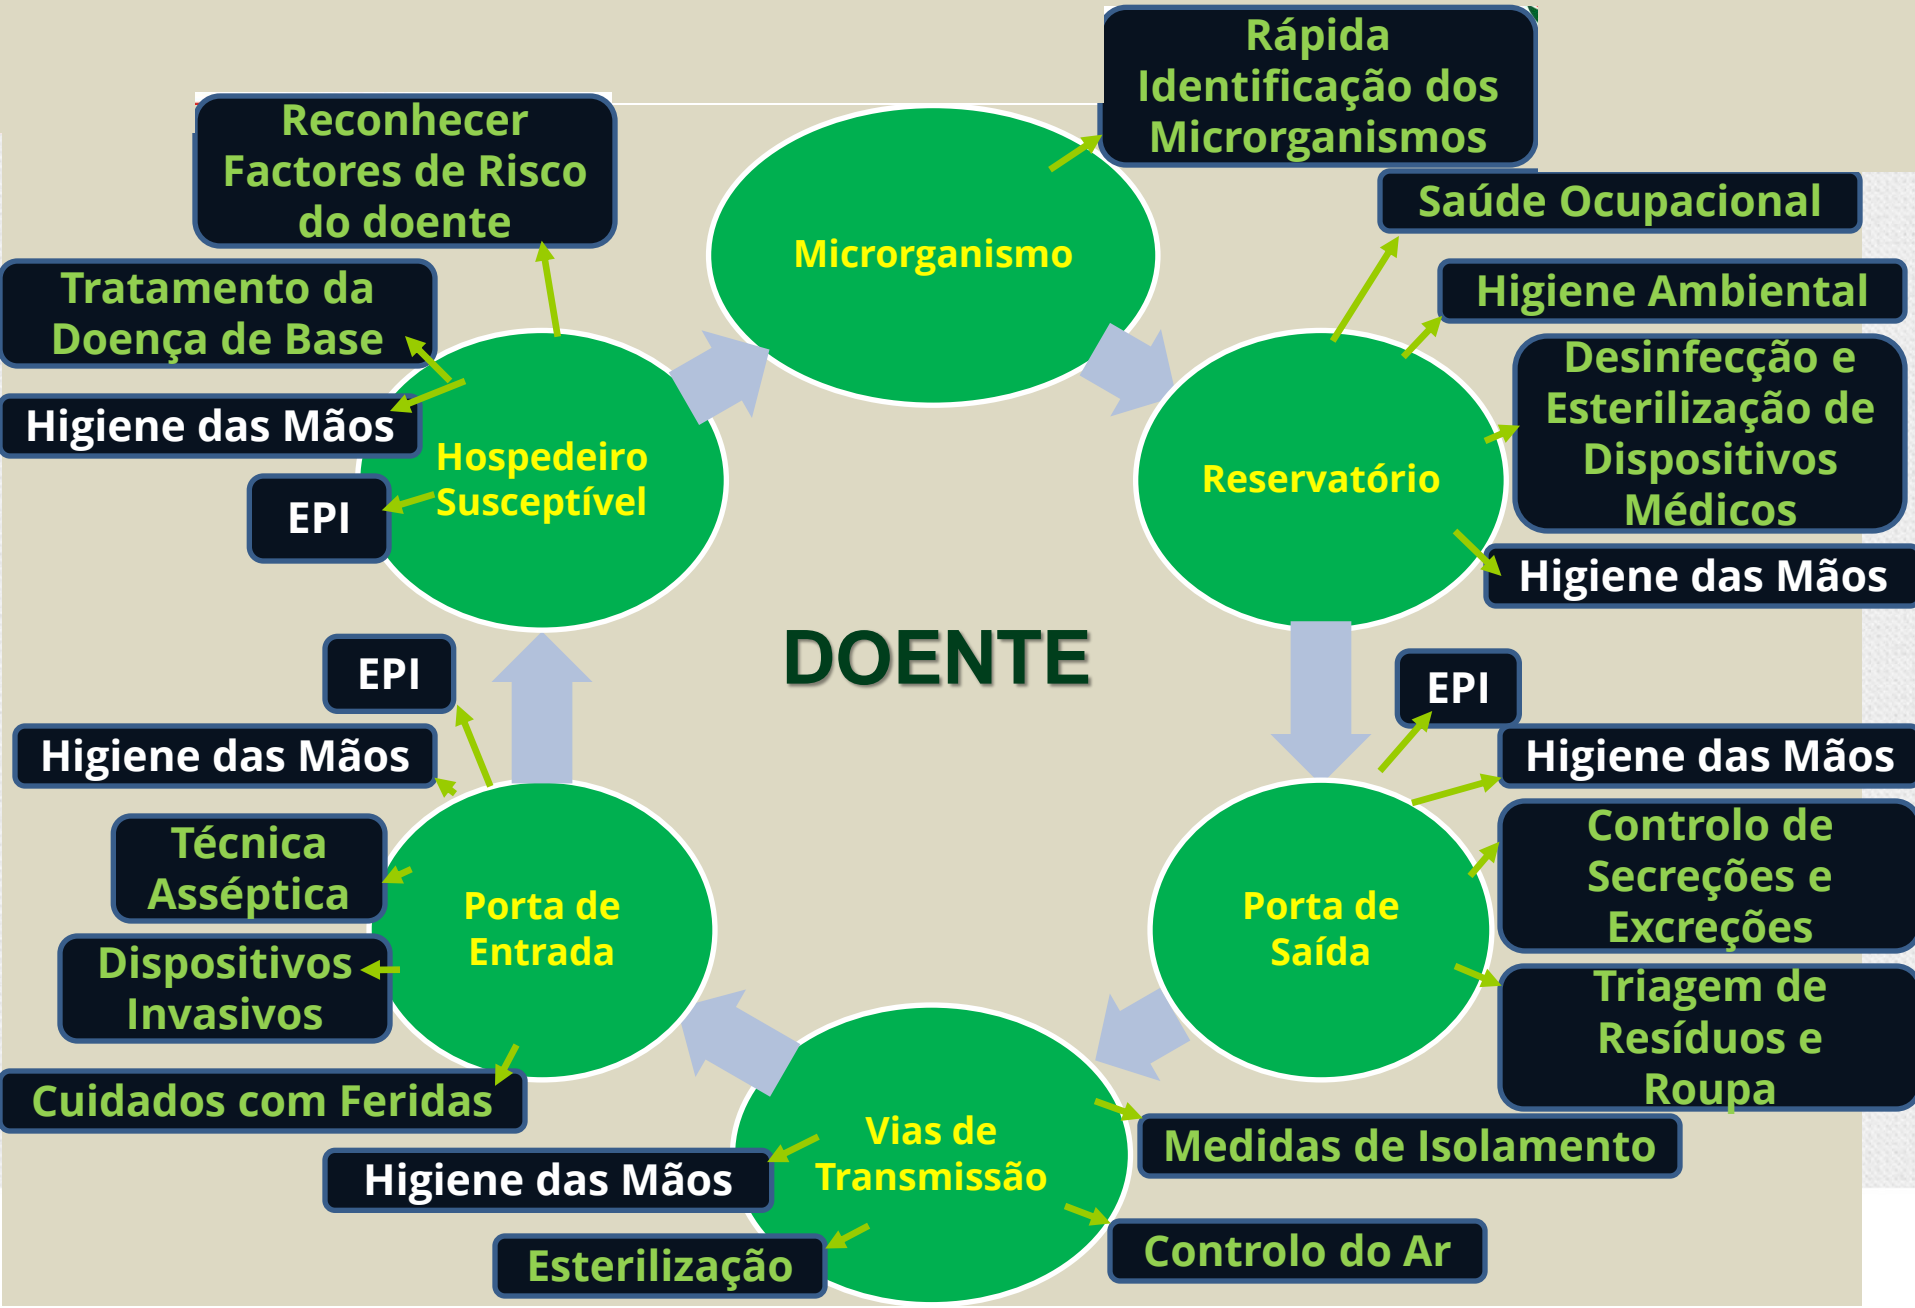 Rápida
Identificação dos
Microrganismos
Reconhecer
Factores de Risco
do doente
Saúde Ocupacional
Microrganismo
Tratamento da
Doença de Base
Higiene Ambiental
Desinfecção e
Esterilização de
Dispositivos
Médicos
Higiene das Mãos
Hospedeiro
Susceptível
Reservatório
EPI
Higiene das Mãos
DOENTE
EPI
EPI
Higiene das Mãos
Higiene das Mãos
Técnica
Asséptica
Controlo de
Secreções e
Excreções
Porta de
Entrada
Porta de
Saída
Dispositivos
Invasivos
Triagem de
Resíduos e
Roupa
Cuidados com Feridas
Vias de
Transmissão
Medidas de Isolamento
Higiene das Mãos
Controlo do Ar
Esterilização